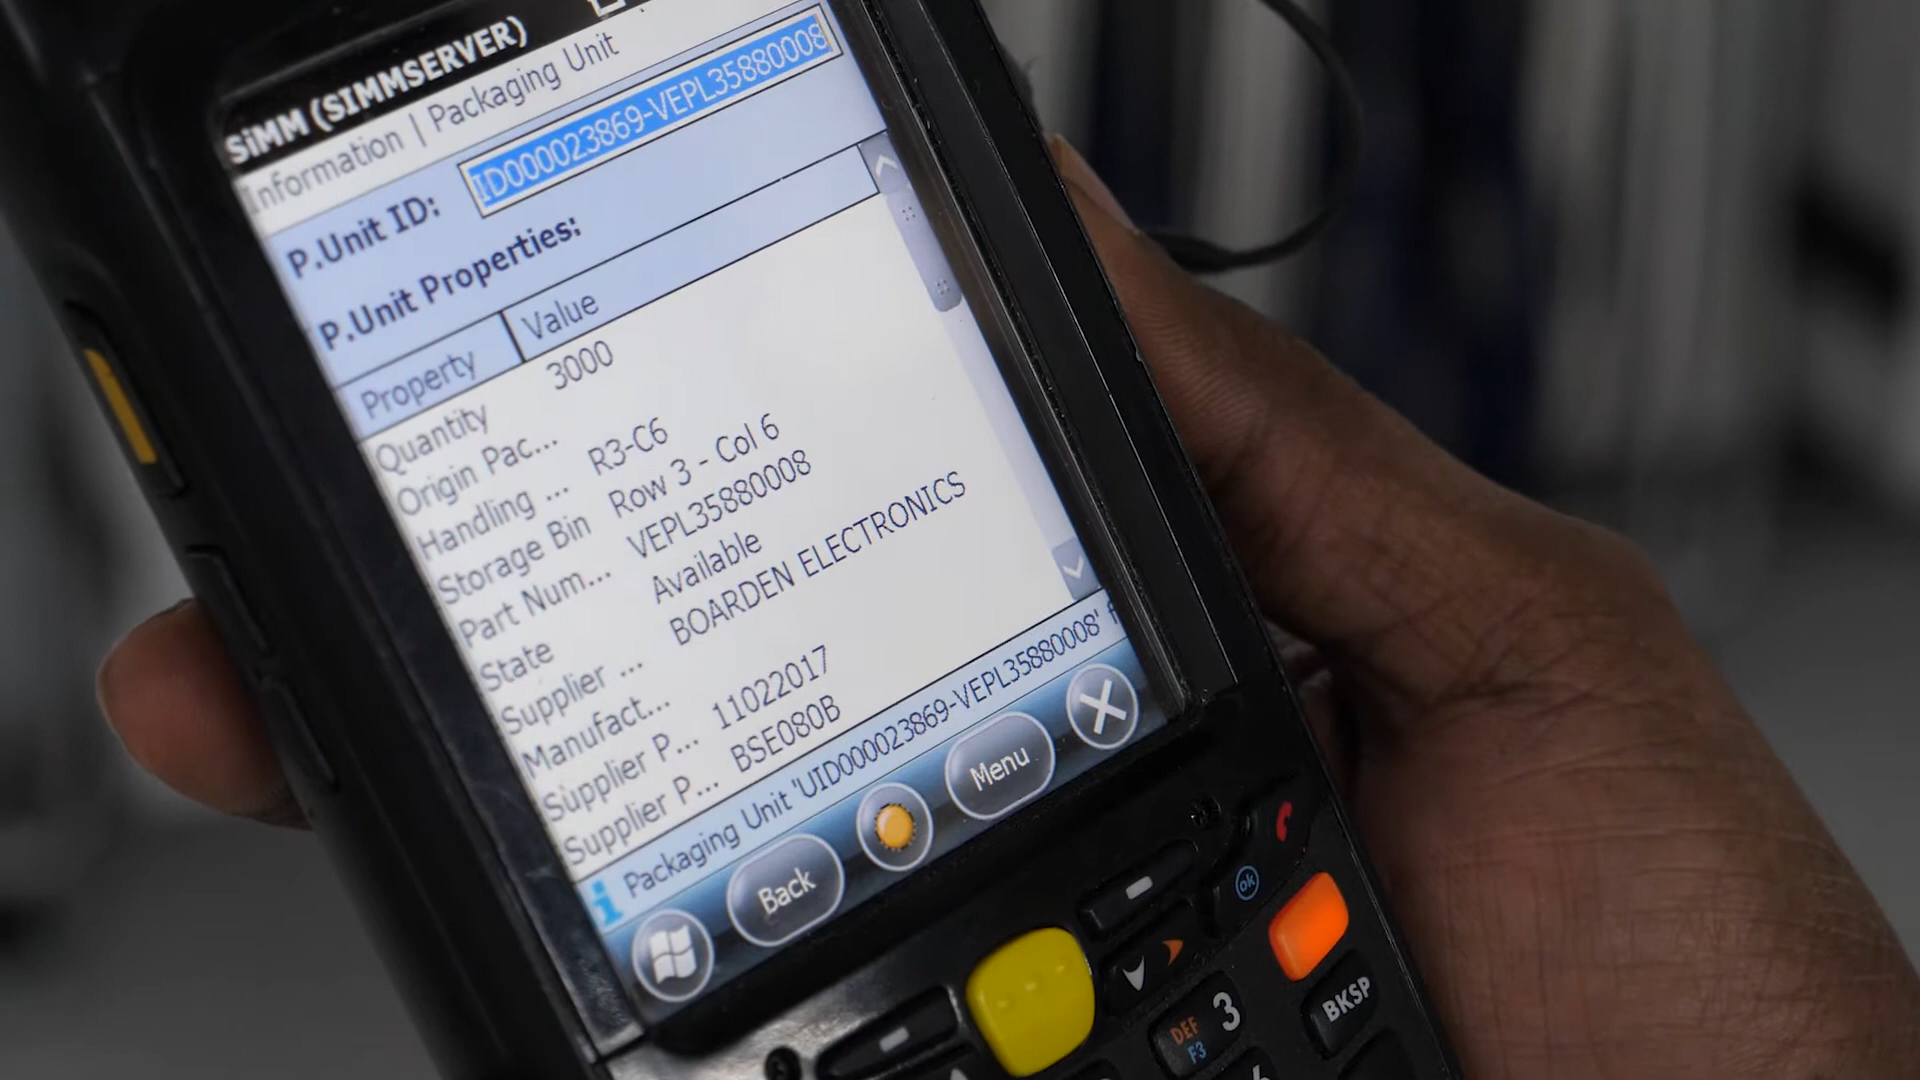 SiMM (SIMMSERVER)
Information | Packaging Unit
P.Unit ID: ID000023869-VEPL35880008
P.Unit Properties:
Property Value
Quantity 3000
Origin Pac...
Handling ... R3-C6
Storage Bin Row 3 - Col 6
Part Num... VEPL35880008
State Available
Supplier ... BOARDEN ELECTRONICS
Manufact...
Supplier P... 11022017
Supplier P... BSE080B
Packaging Unit 'UID000023869-VEPL35880008' f
Back Menu
ok
DEF 3
F3
BKSP